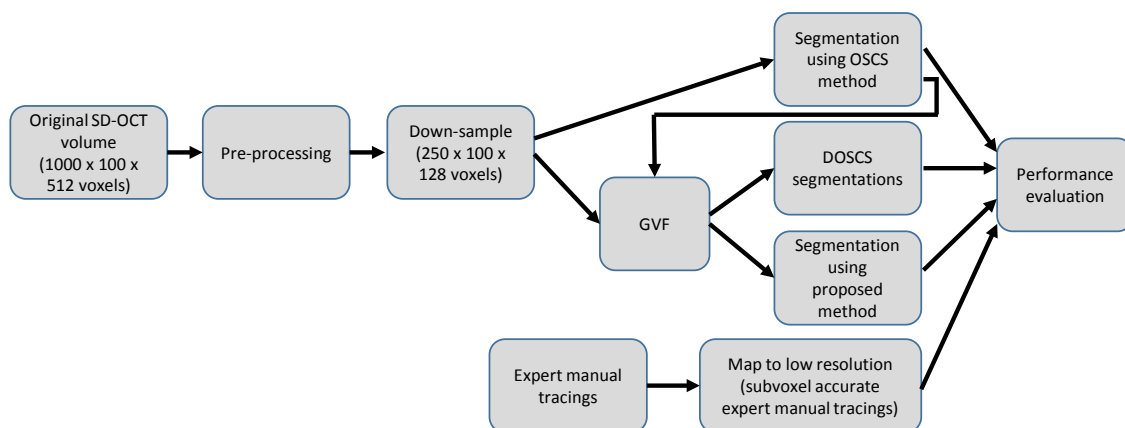 Original SD-OCT
volume
(1000 x 100 x
512 voxels)
Pre-processing
Down-sample
(250 x 100 x
128 voxels)
Segmentation
using OSCS
method
GVF
DOSCS
segmentations
Segmentation
using
proposed
method
Performance
evaluation
Expert manual
tracings
Map to low resolution
(subvoxel accurate
expert manual tracings)